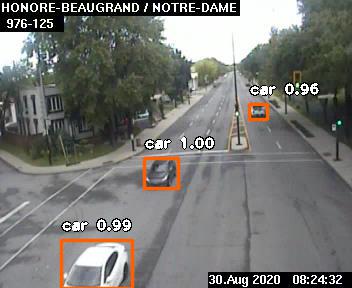 HONORE-BEAUGRAND / NOTRE-DAME
976-125
car 0.96
car 1.00
car 0.99
30.Aug 2020 08:24:32